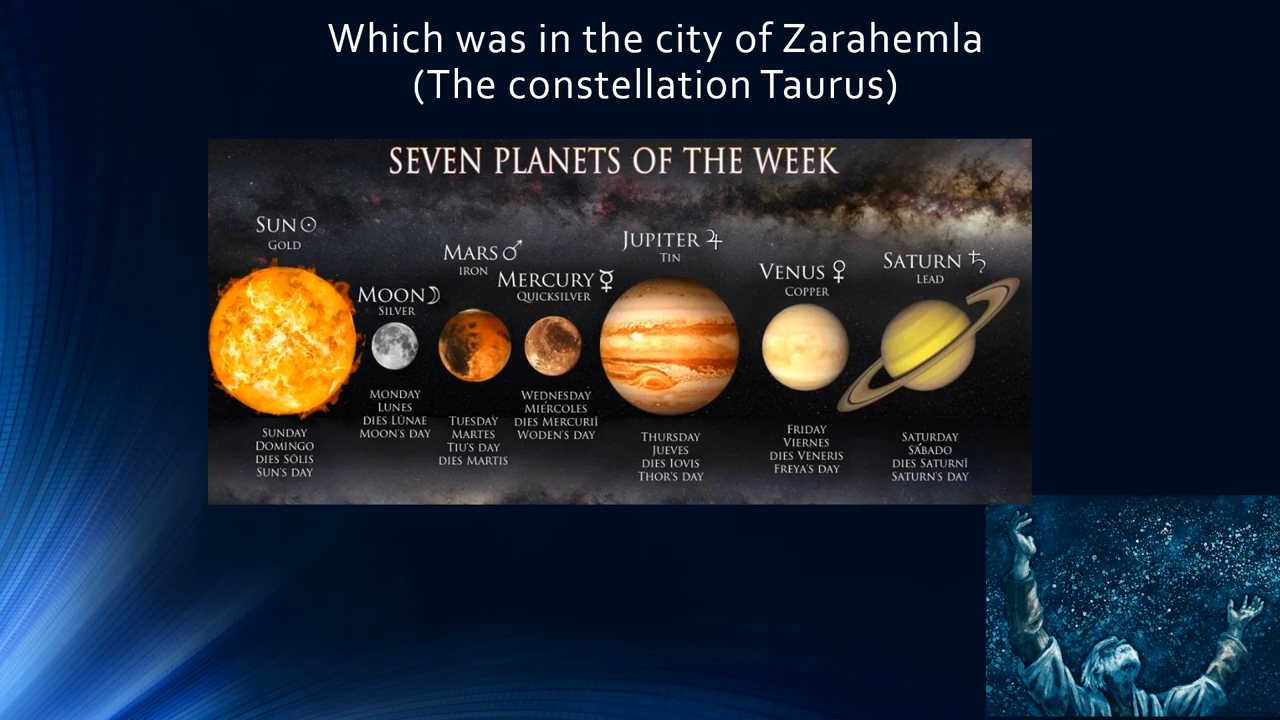 Which was in the city of Zarahemla
(The constellation Taurus)
SEVEN PLANETS OF THE WEEK
SUN ☉
GOLD
SUNDAY
DOMINGO
DIES SŌLIS
SUN'S DAY
MOON ☽
SILVER
MONDAY
LUNES
DIES LŪNAE
MOON'S DAY
MARS ♂
IRON
TUESDAY
MARTES
TIU'S DAY
DIES MARTIS
MERCURY ☿
QUICKSILVER
WEDNESDAY
MIÉRCOLES
DIES MERCURIĪ
WODEN'S DAY
JUPITER ♃
TIN
THURSDAY
JUEVES
DIES IOVIS
THOR'S DAY
VENUS ♀
COPPER
FRIDAY
VIERNES
DIES VENERIS
FREYA'S DAY
SATURN ♄
LEAD
SATURDAY
SÁBADO
DIES SATURNĪ
SATURN'S DAY